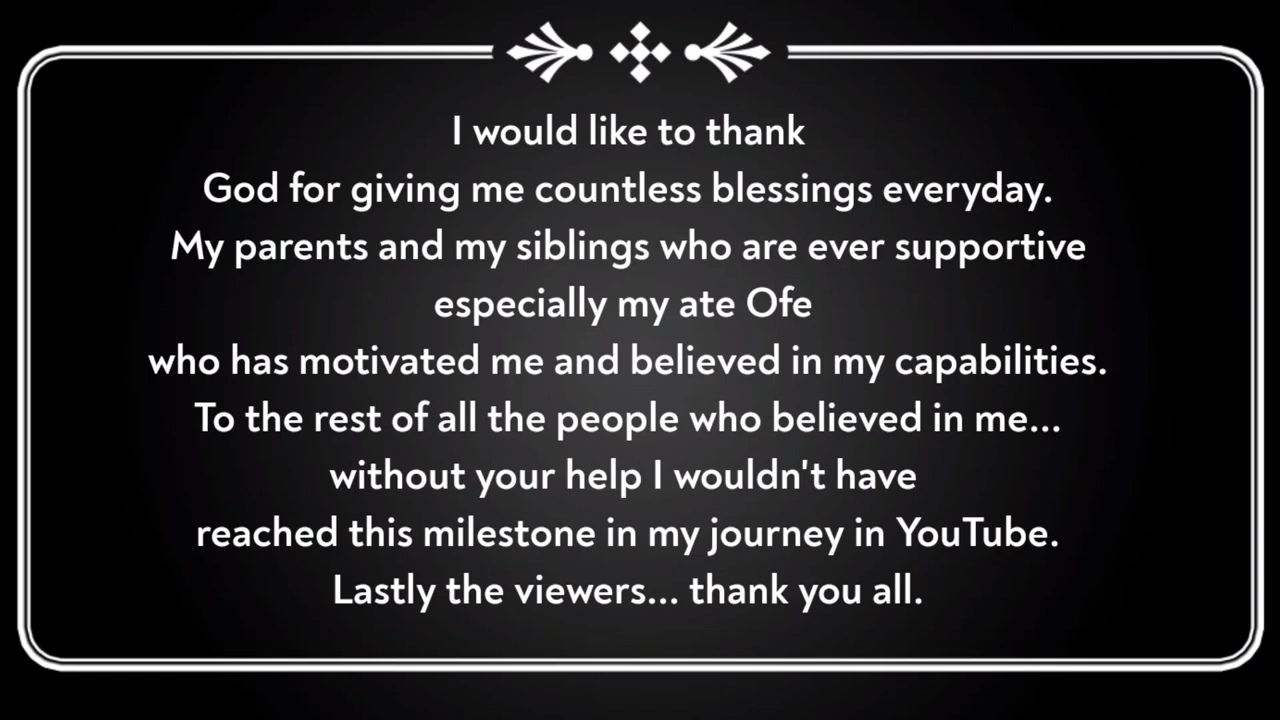 I would like to thank
God for giving me countless blessings everyday.
My parents and my siblings who are ever supportive
especially my ate Ofe
who has motivated me and believed in my capabilities.
To the rest of all the people who believed in me...
without your help I wouldn't have
reached this milestone in my journey in YouTube.
Lastly the viewers... thank you all.